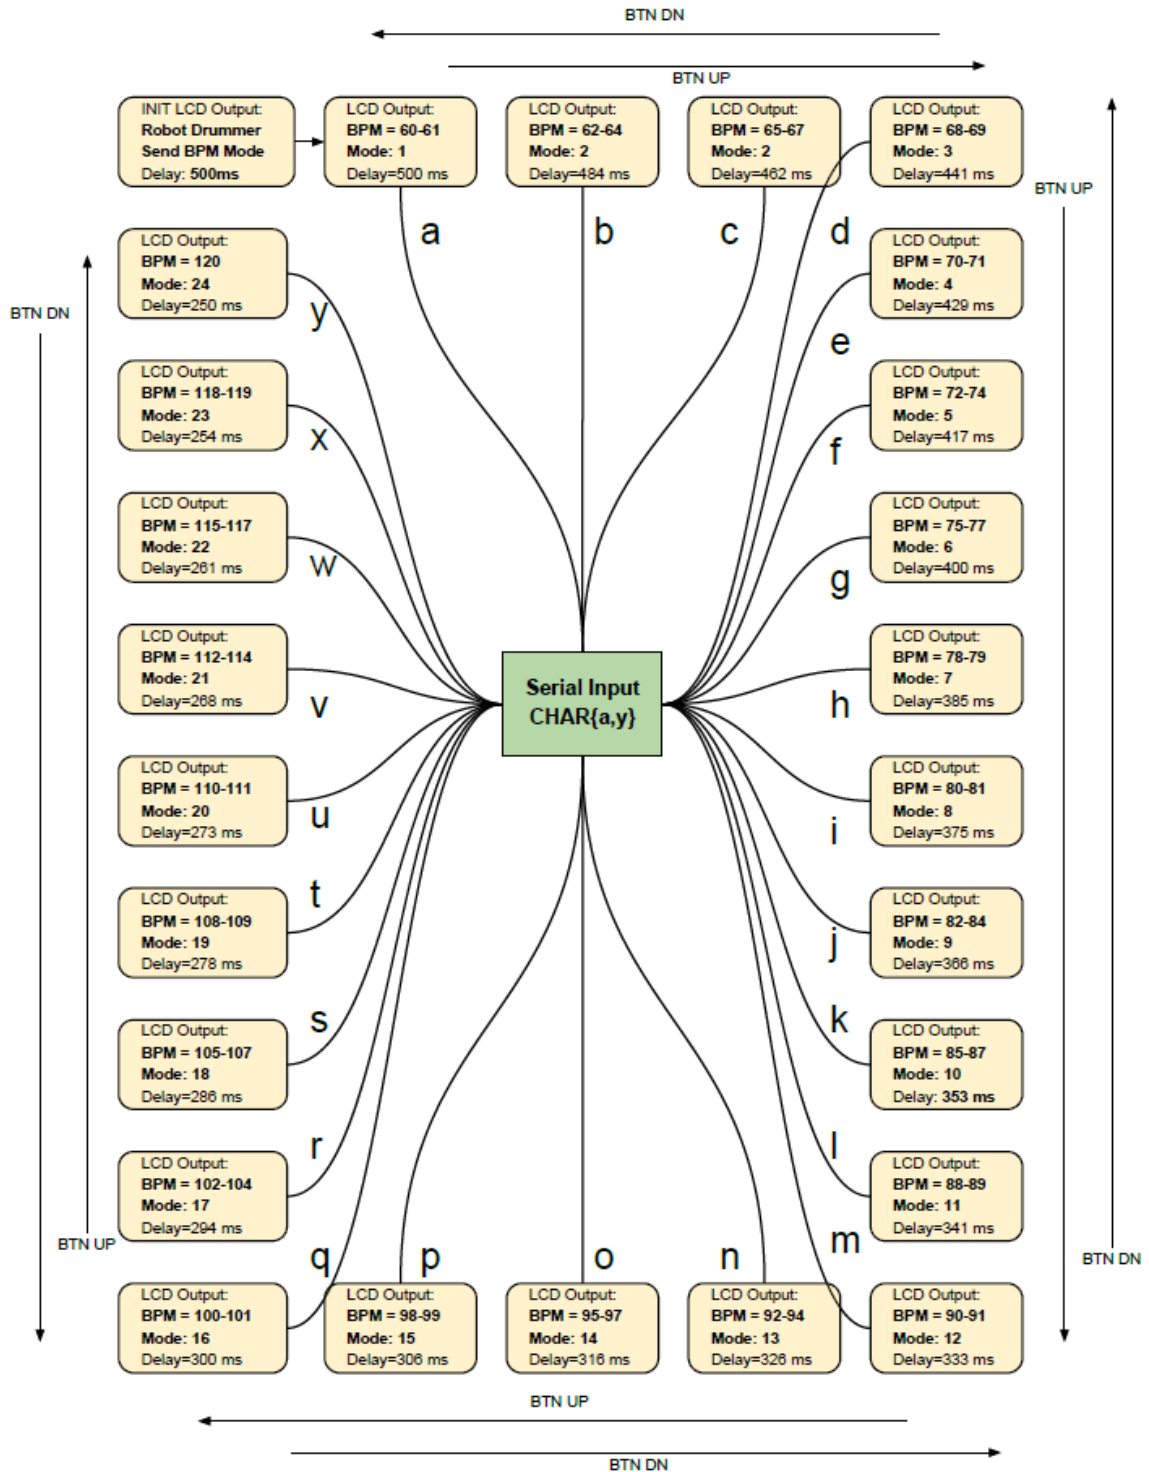 BTN DN
BTN UP
INIT LCD Output:
Robot Drummer
Send BPM Mode
Delay: 500ms
LCD Output:
BPM = 60-61
Mode: 1
Delay=500 ms
LCD Output:
BPM = 62-64
Mode: 2
Delay=484 ms
LCD Output:
BPM = 65-67
Mode: 2
Delay=462 ms
LCD Output:
BPM = 68-69
Mode: 3
Delay=441 ms
BTN UP
a
b
c
d
LCD Output:
BPM = 120
Mode: 24
Delay=250 ms
y
LCD Output:
BPM = 70-71
Mode: 4
Delay=429 ms
e
BTN DN
LCD Output:
BPM = 118-119
Mode: 23
Delay=254 ms
x
LCD Output:
BPM = 72-74
Mode: 5
Delay=417 ms
f
LCD Output:
BPM = 115-117
Mode: 22
Delay=261 ms
w
LCD Output:
BPM = 75-77
Mode: 6
Delay=400 ms
g
LCD Output:
BPM = 112-114
Mode: 21
Delay=268 ms
v
Serial Input
CHAR{a,y}
LCD Output:
BPM = 78-79
Mode: 7
Delay=385 ms
h
LCD Output:
BPM = 110-111
Mode: 20
Delay=273 ms
u
LCD Output:
BPM = 80-81
Mode: 8
Delay=375 ms
i
LCD Output:
BPM = 108-109
Mode: 19
Delay=278 ms
t
LCD Output:
BPM = 82-84
Mode: 9
Delay=366 ms
j
LCD Output:
BPM = 105-107
Mode: 18
Delay=286 ms
s
LCD Output:
BPM = 85-87
Mode: 10
Delay: 353 ms
k
LCD Output:
BPM = 102-104
Mode: 17
Delay=294 ms
r
LCD Output:
BPM = 88-89
Mode: 11
Delay=341 ms
l
BTN UP
BTN DN
q
p
o
n
m
LCD Output:
BPM = 100-101
Mode: 16
Delay=300 ms
LCD Output:
BPM = 98-99
Mode: 15
Delay=306 ms
LCD Output:
BPM = 95-97
Mode: 14
Delay=316 ms
LCD Output:
BPM = 92-94
Mode: 13
Delay=326 ms
LCD Output:
BPM = 90-91
Mode: 12
Delay=333 ms
BTN UP
BTN DN